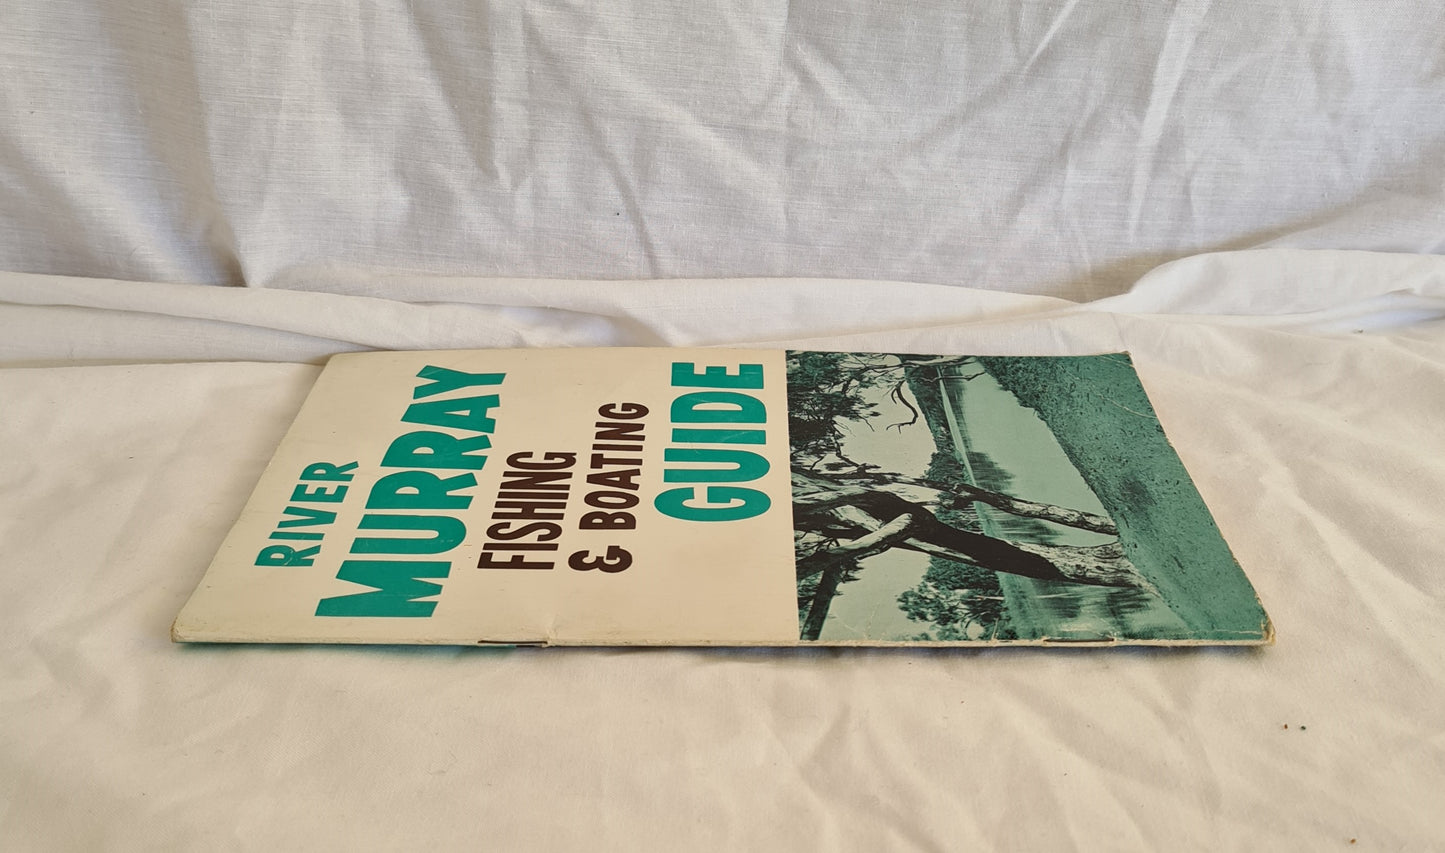 RIVER
MURRAY
FISHING
& BOATING
GUIDE